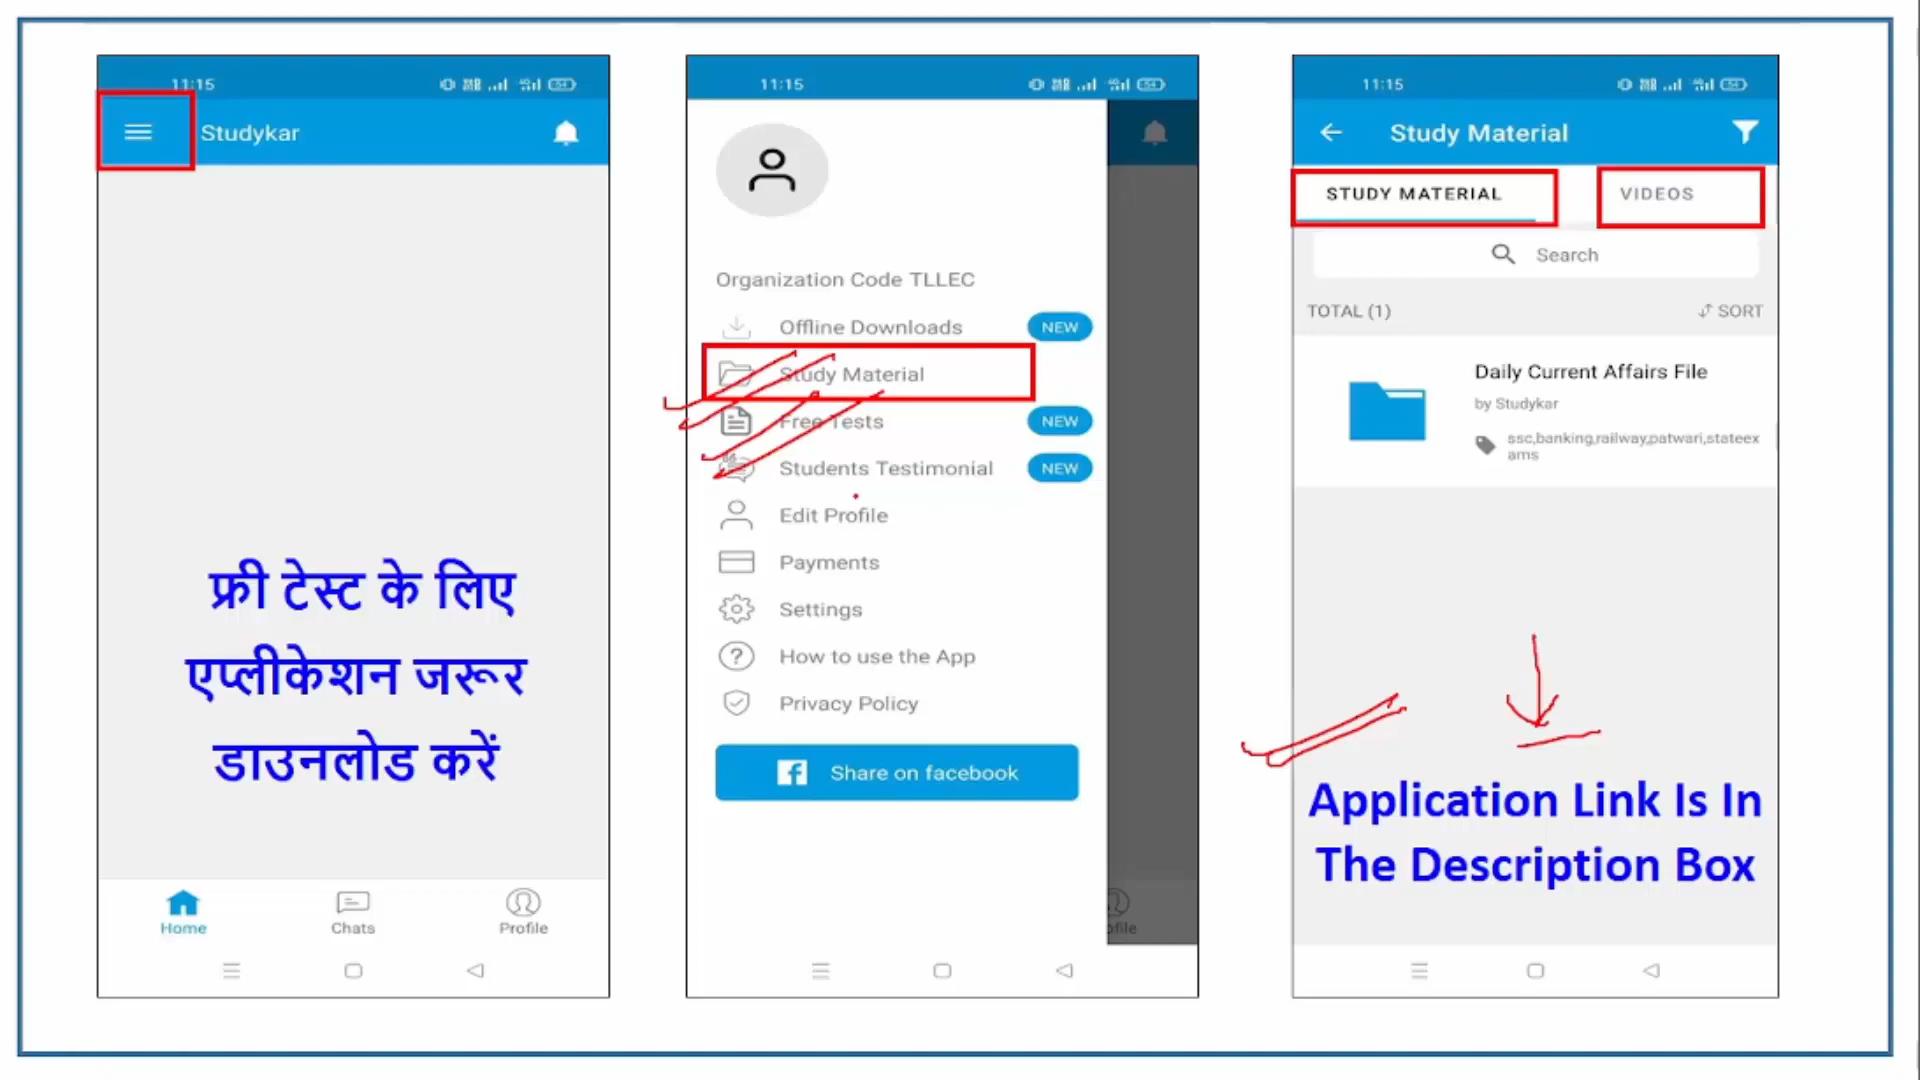 11:15
Studykar
फ्री टेस्ट के लिए
एप्लीकेशन जरूर
डाउनलोड करें
Home
Chats
Profile
11:15
Organization Code TLLEC
Offline Downloads NEW
Study Material
Free Tests NEW
Students Testimonial NEW
Edit Profile
Payments
Settings
How to use the App
Privacy Policy
Share on facebook
ofile
11:15
Study Material
STUDY MATERIAL VIDEOS
Search
TOTAL (1) SORT
Daily Current Affairs File
by Studykar
ssc,banking,railway,patwari,stateex
ams
Application Link Is In
The Description Box